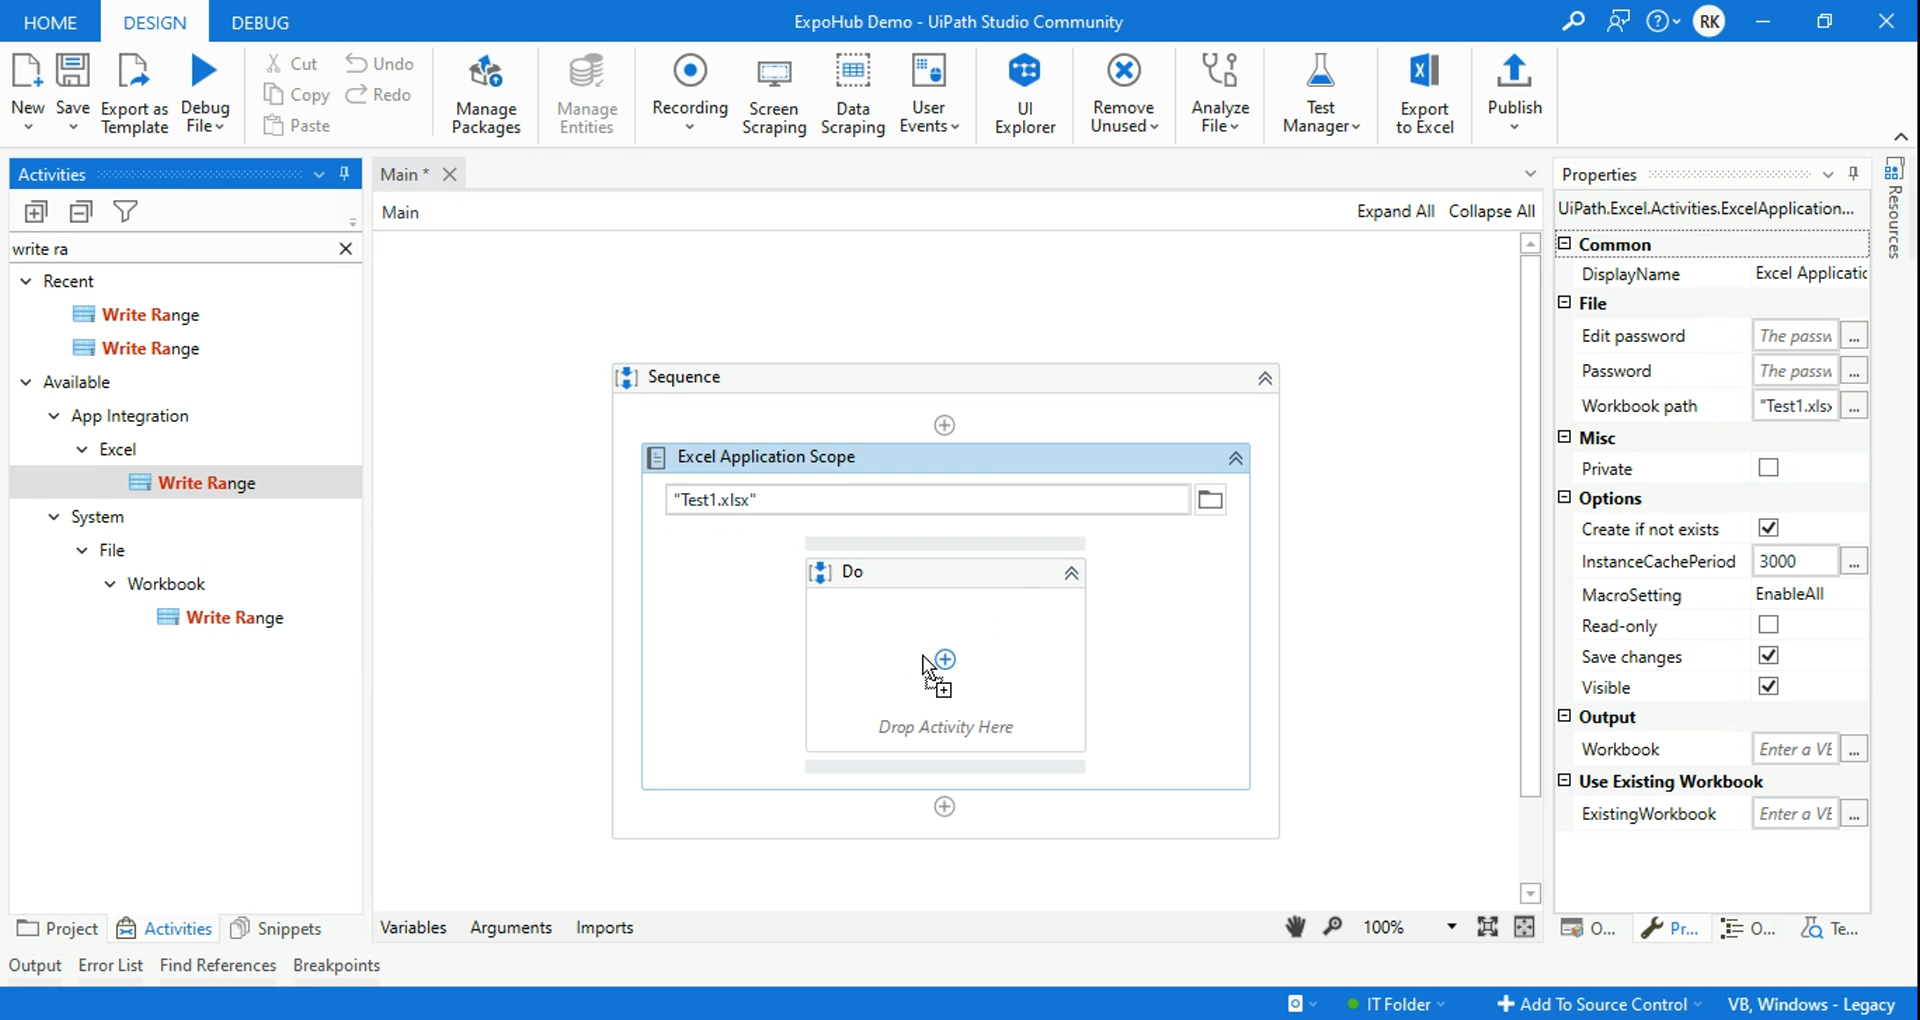 HOME DESIGN DEBUG ExpoHub Demo - UiPath Studio Community RK
New Save Export as Template Debug File Cut Copy Paste Undo Redo Manage Packages Manage Entities Recording Screen Scraping Data Scraping User Events UI Explorer Remove Unused Analyze File Test Manager Export to Excel Publish
Activities
write ra
Recent
Write Range
Write Range
Available
App Integration
Excel
Write Range
System
File
Workbook
Write Range
Project Activities Snippets
Main *
Main Expand All Collapse All
Sequence
Excel Application Scope
"Test1.xlsx"
Do
Drop Activity Here
Variables Arguments Imports 100%
Properties
UiPath.Excel.Activities.ExcelApplication...
Common
DisplayName Excel Applicatic
File
Edit password The passw ...
Password The passw ...
Workbook path "Test1.xlsx ...
Misc
Private
Options
Create if not exists
InstanceCachePeriod 3000 ...
MacroSetting EnableAll
Read-only
Save changes
Visible
Output
Workbook Enter a VE ...
Use Existing Workbook
ExistingWorkbook Enter a VE ...
O... Pr... O... Te...
Resources
Output Error List Find References Breakpoints
IT Folder Add To Source Control VB, Windows - Legacy